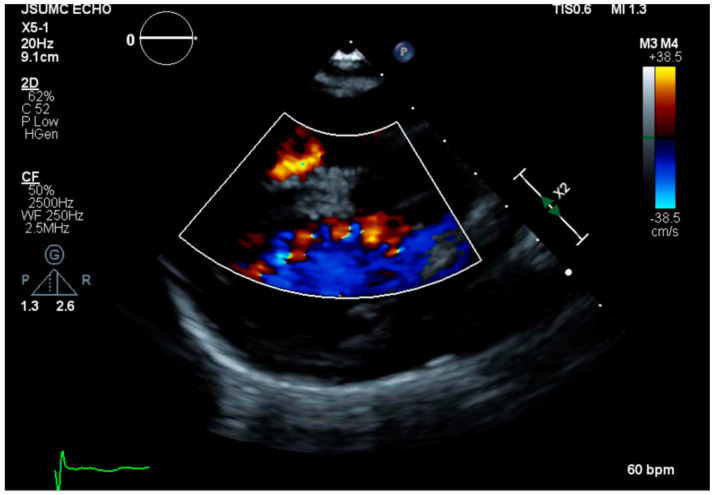 JSUMC ECHO
X5-1
20Hz
9.1cm
2D
62%
C 52
P Low
HGen
CF
50%
2500Hz
WF 250Hz
2.5MHz
G
P R
1.3 2.6
0
P
TIS0.6 MI 1.3
M3 M4
+38.5
-38.5
cm/s
X2
60 bpm